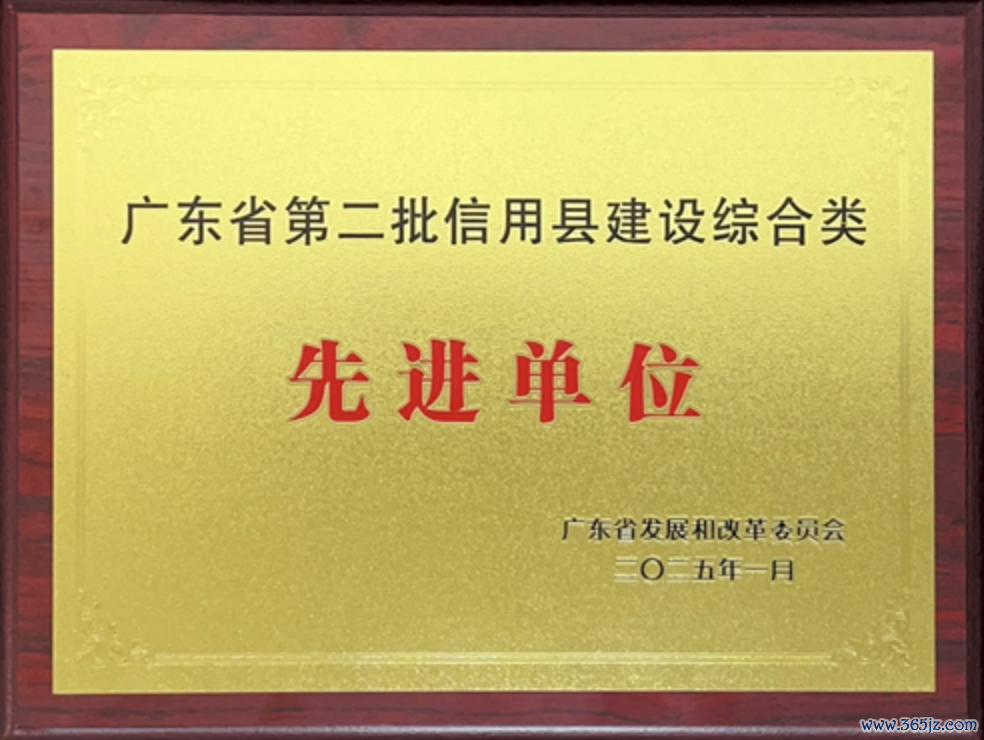 广东省第二批信用县建设综合类
先进单位
广东省发展和改革委员会
二〇二五年一月
www.365jz.com